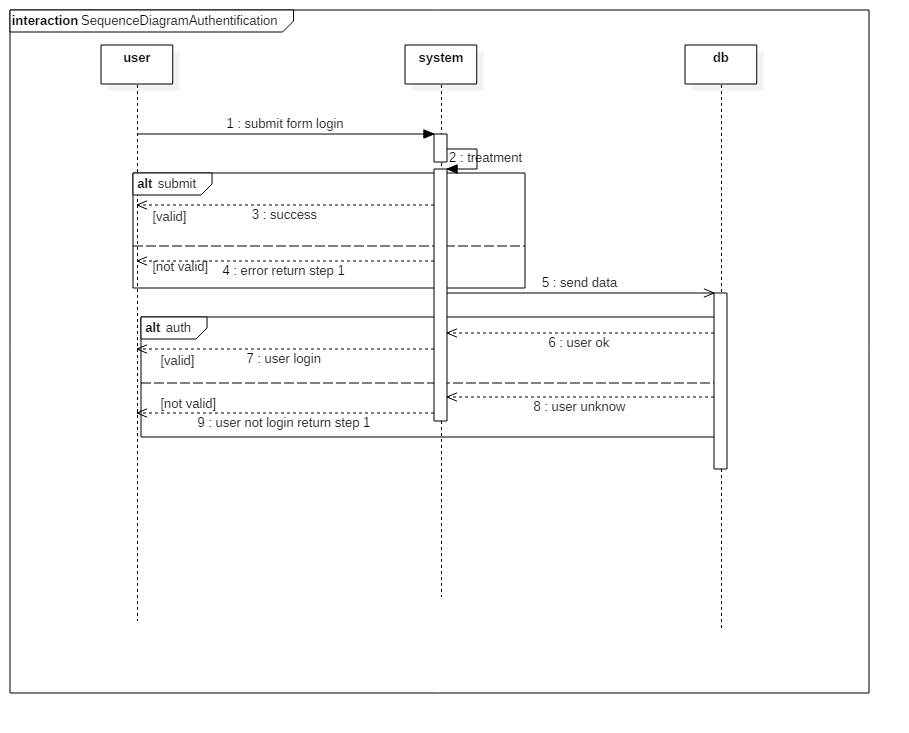 interaction SequenceDiagramAuthentification
user
system
db
1 : submit form login
2 : treatment
alt submit
3 : success
[valid]
[not valid]
4 : error return step 1
5 : send data
alt auth
6 : user ok
7 : user login
[valid]
[not valid]
8 : user unknow
9 : user not login return step 1